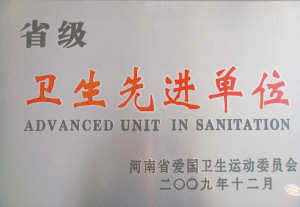 省级
卫生先进单位
ADVANCED UNIT IN SANITATION
河南省爱国卫生运动委员会
二〇〇九年十二月